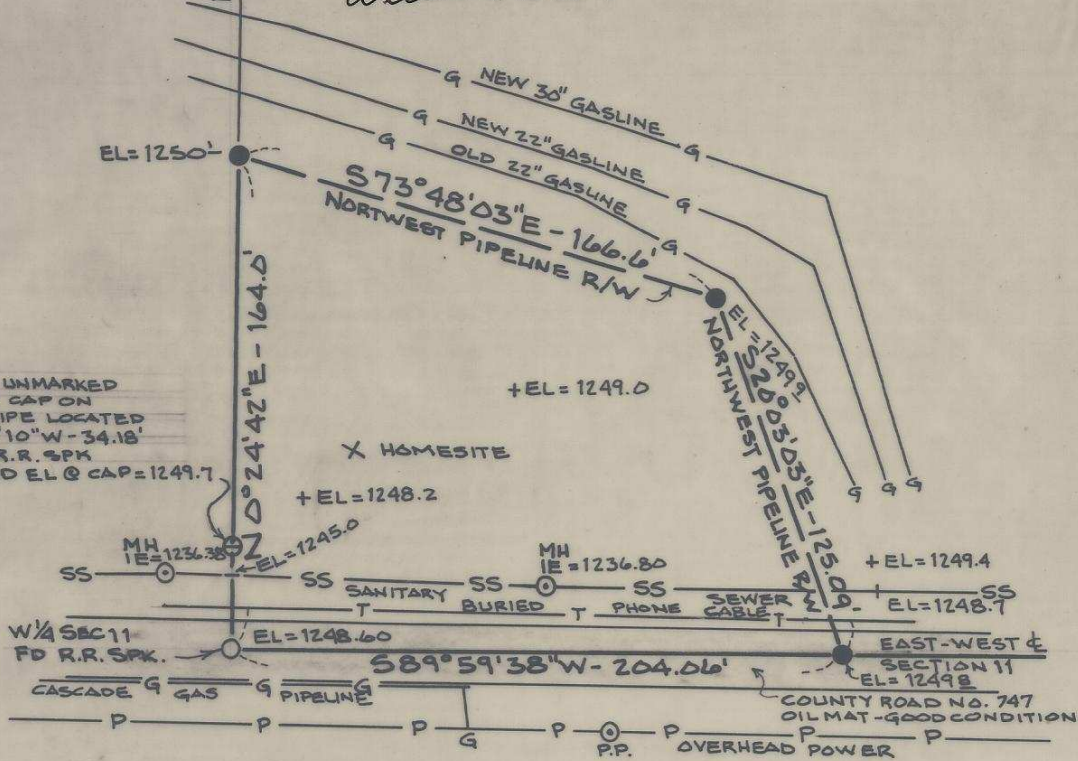 NEW 30" GASLINE
G
G
NEW 22" GASLINE
G
G
OLD 22" GASLINE
G
G
EL=1250'
S73°48'03"E - 166.6'
NORTHWEST PIPELINE R/W
N 0°24'42"E - 164.0'
EL=1249.9
S20°03'03"E - 125.09'
NORTHWEST PIPELINE R/W
G G G
+EL=1249.0
UNMARKED
CAP ON
IPE LOCATED
'10"W - 34.18'
R.R. SPK
D EL @ CAP=1249.7
X HOMESITE
+EL=1248.2
EL=1245.0
MH
IE=1236.38
MH
IE=1236.80
+EL=1249.4
SS SS SANITARY SS SS SEWER SS
EL=1248.7
T BURIED T PHONE CABLE T
W¼ SEC 11
FD R.R. SPK.
EL=1248.60
S89°59'38"W - 204.06'
EAST-WEST ℄
SECTION 11
EL=1249.8
CASCADE G GAS G PIPELINE G
G
COUNTY ROAD NO. 747
OIL MAT - GOOD CONDITION
P P P P P P P
P.P. OVERHEAD POWER